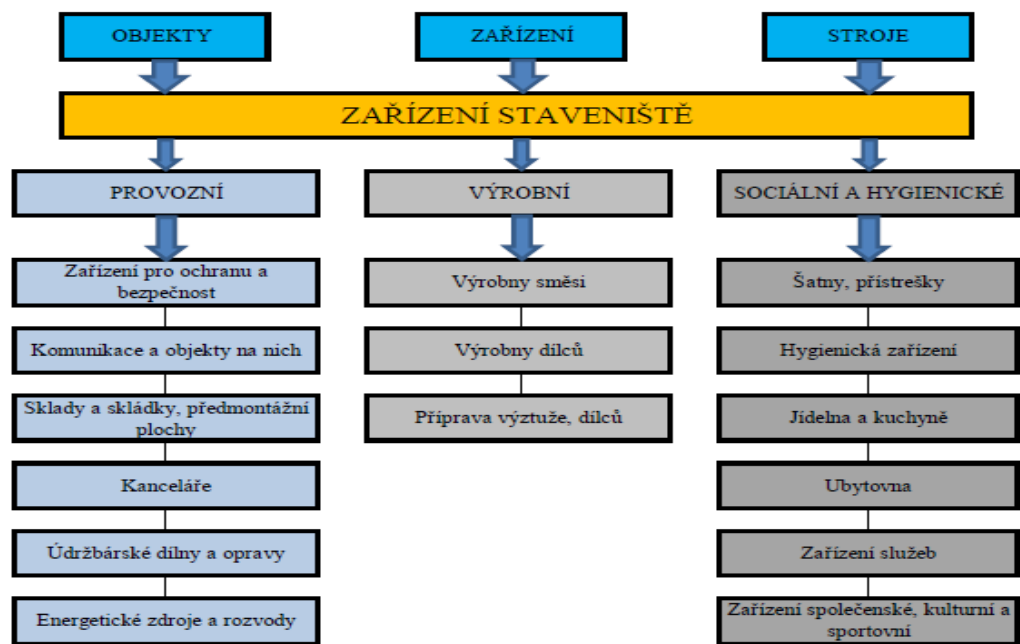 OBJEKTY
ZAŘÍZENÍ
STROJE
ZAŘÍZENÍ STAVENIŠTĚ
PROVOZNÍ
VÝROBNÍ
SOCIÁLNÍ A HYGIENICKÉ
Zařízení pro ochranu a
bezpečnost
Komunikace a objekty na nich
Sklady a skládky, předmontážní
plochy
Kanceláře
Údržbárské dílny a opravy
Energetické zdroje a rozvody
Výrobny směsi
Výrobny dílců
Příprava výztuže, dílců
Šatny, přístrešky
Hygienická zařízení
Jídelna a kuchyně
Ubytovna
Zařízení služeb
Zařízení společenské, kulturní a
sportovní